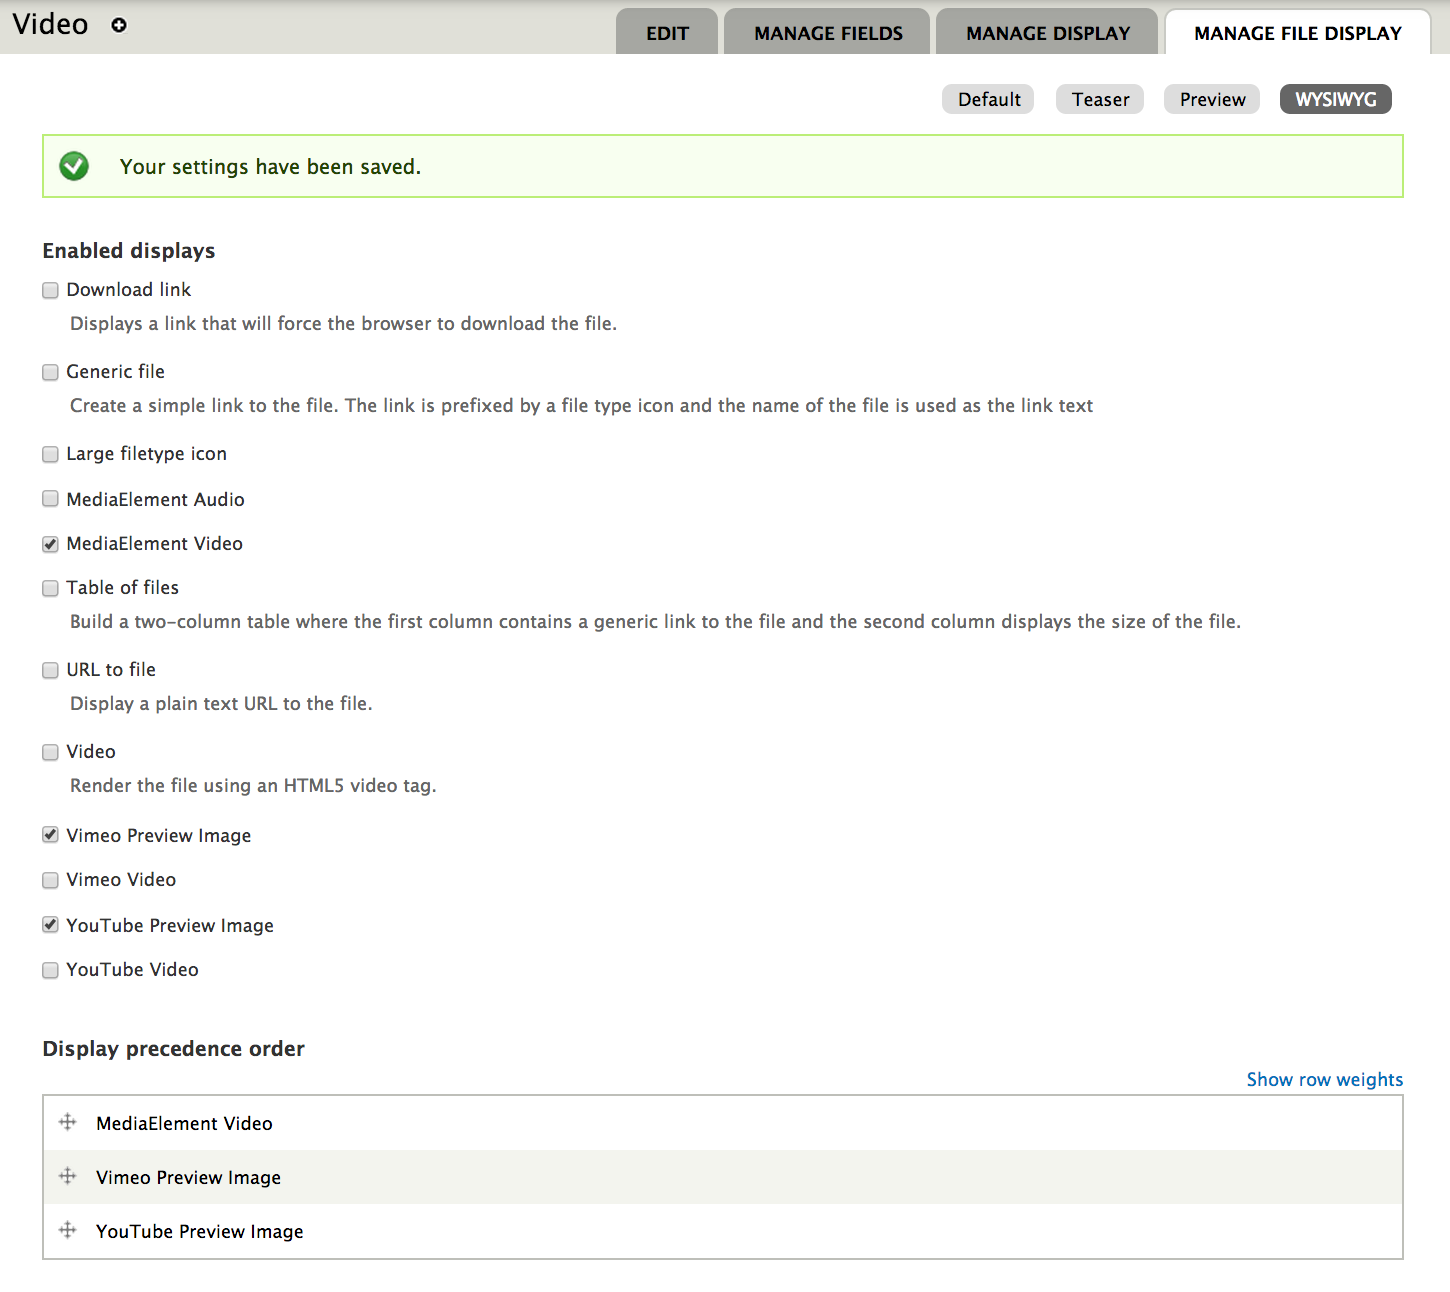 Video
EDIT
MANAGE FIELDS
MANAGE DISPLAY
MANAGE FILE DISPLAY
Default
Teaser
Preview
WYSIWYG
Your settings have been saved.
Enabled displays
Download link
Displays a link that will force the browser to download the file.
Generic file
Create a simple link to the file. The link is prefixed by a file type icon and the name of the file is used as the link text
Large filetype icon
MediaElement Audio
MediaElement Video
Table of files
Build a two-column table where the first column contains a generic link to the file and the second column displays the size of the file.
URL to file
Display a plain text URL to the file.
Video
Render the file using an HTML5 video tag.
Vimeo Preview Image
Vimeo Video
YouTube Preview Image
YouTube Video
Display precedence order
Show row weights
MediaElement Video
Vimeo Preview Image
YouTube Preview Image